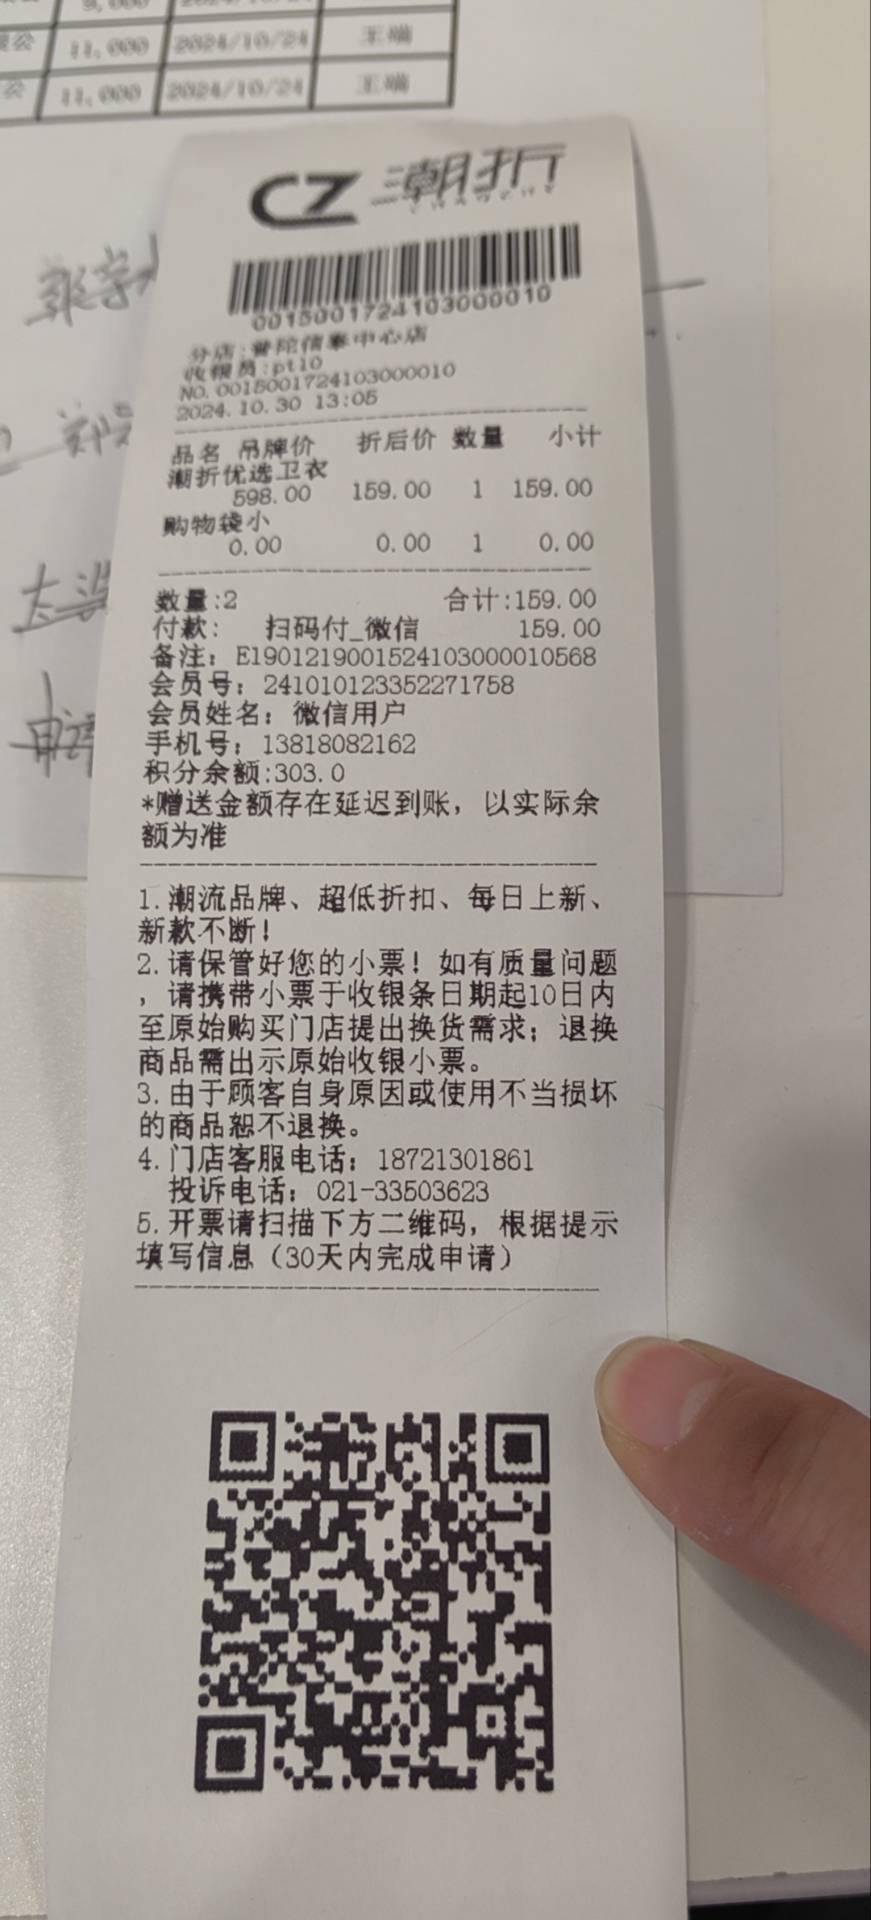 9,000
11,000 2024/10/24 王瑞
11,000 2024/10/24 王瑞
CZ 潮折
0015001724103000010
分店:普陀信泰中心店
收银员:pt10
NO.0015001724103000010
2024.10.30 13:05
品名 吊牌价 折后价 数量 小计
潮折优选卫衣
598.00 159.00 1 159.00
购物袋小
0.00 0.00 1 0.00
数量:2 合计:159.00
付款: 扫码付_微信 159.00
备注: E1901219001524103000010568
会员号: 241010123352271758
会员姓名: 微信用户
手机号: 13818082162
积分余额:303.0
*赠送金额存在延迟到账，以实际余
额为准
1.潮流品牌、超低折扣、每日上新、
新款不断!
2.请保管好您的小票!如有质量问题
，请携带小票于收银条日期起10日内
至原始购买门店提出换货需求；退换
商品需出示原始收银小票。
3.由于顾客自身原因或使用不当损坏
的商品恕不退换。
4.门店客服电话: 18721301861
投诉电话: 021-33503623
5.开票请扫描下方二维码，根据提示
填写信息（30天内完成申请）